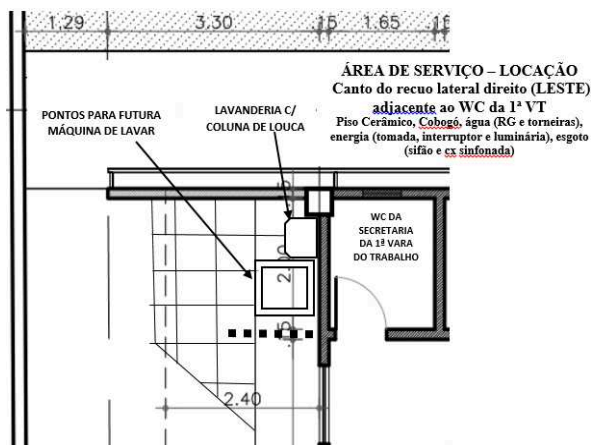 1,29
3.30
.15
1.65
.15
ÁREA DE SERVIÇO – LOCAÇÃO
Canto do recuo lateral direito (LESTE)
adjacente ao WC da 1ª VT
Piso Cerâmico, Cobogó, água (RG e torneiras),
energia (tomada, interruptor e luminária), esgoto
(sifão e cx sinfonada)
PONTOS PARA FUTURA
MÁQUINA DE LAVAR
LAVANDERIA C/
COLUNA DE LOUCA
WC DA
SECRETARIA
DA 1ª VARA
DO TRABALHO
.15
2.40